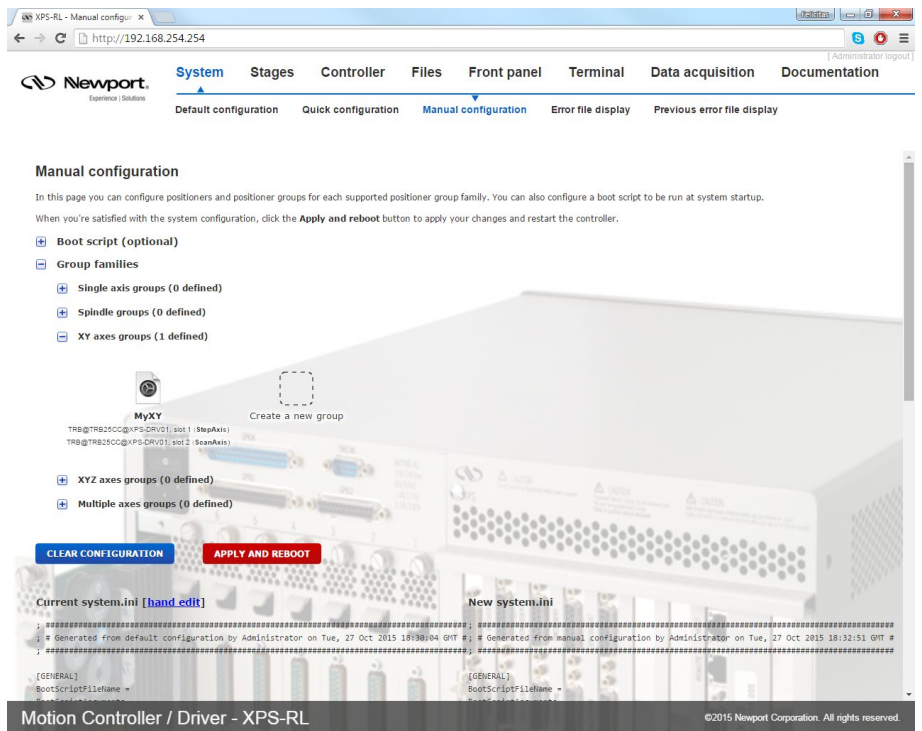 XPS-RL - Manual configur ×
Felicitas
http://192.168.254.254
[ Administrator logout ]
Newport.
Experience | Solutions
System Stages Controller Files Front panel Terminal Data acquisition Documentation
Default configuration Quick configuration Manual configuration Error file display Previous error file display
Manual configuration
In this page you can configure positioners and positioner groups for each supported positioner group family. You can also configure a boot script to be run at system startup.
When you're satisfied with the system configuration, click the Apply and reboot button to apply your changes and restart the controller.
Boot script (optional)
Group families
Single axis groups (0 defined)
Spindle groups (0 defined)
XY axes groups (1 defined)
MyXY
Create a new group
TRB@TRB25CC@XPS-DRV01, slot 1 (StepAxis)
TRB@TRB25CC@XPS-DRV01, slot 2 (ScanAxis)
XYZ axes groups (0 defined)
Multiple axes groups (0 defined)
CLEAR CONFIGURATION APPLY AND REBOOT
Current system.ini [hand edit] New system.ini
; # Generated from default configuration by Administrator on Tue, 27 Oct 2015 18:30:04 GMT #
; # Generated from manual configuration by Administrator on Tue, 27 Oct 2015 18:32:51 GMT #
[GENERAL] [GENERAL]
BootScriptFileName = BootScriptFileName =
Motion Controller / Driver - XPS-RL
©2015 Newport Corporation. All rights reserved.